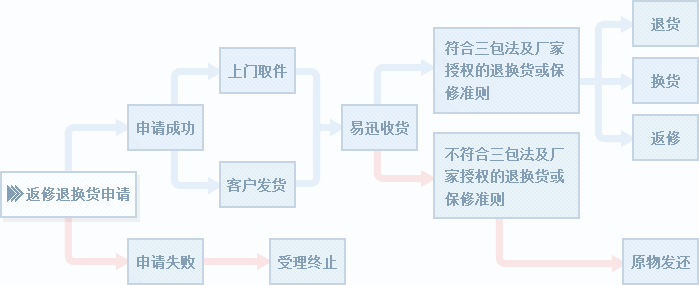 返修退换货申请
申请成功
申请失败
上门取件
客户发货
受理终止
易迅收货
符合三包法及厂家
授权的退换货或保
修准则
不符合三包法及厂
家授权的退换货或
保修准则
退货
换货
返修
原物发还